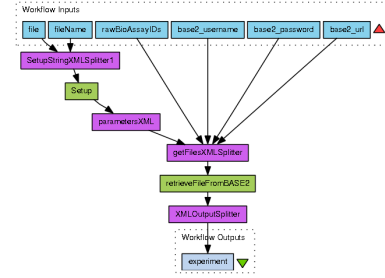 Workflow Inputs
file fileName rawBioAssayIDs base2_username base2_password base2_url
SetupStringXMLSplitter1
Setup
parametersXML
getFilesXMLSplitter
retrieveFileFromBASE2
XMLOutputSplitter
Workflow Outputs
experiment